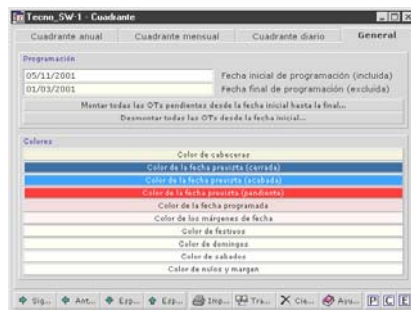 Tecno_SW-1 - Cuadrante
Cuadrante anual Cuadrante mensual Cuadrante diario General
Programación
05/11/2001 Fecha inicial de programación (incluida)
01/03/2001 Fecha final de programación (excluida)
Montar todas las OTs pendientes desde la fecha inicial hasta la final...
Desmontar todas las OTs desde la fecha inicial...
Colores
Color de cabeceras
Color de la fecha prevista (cerrada)
Color de la fecha prevista (acabada)
Color de la fecha prevista (pendiente)
Color de la fecha programada
Color de los márgenes de fecha
Color de festivos
Color de domingos
Color de sabados
Color de nulos y margen
Sig... Ant... Exp... Exp... Imp... Tra... Cie... Ayu... P C E